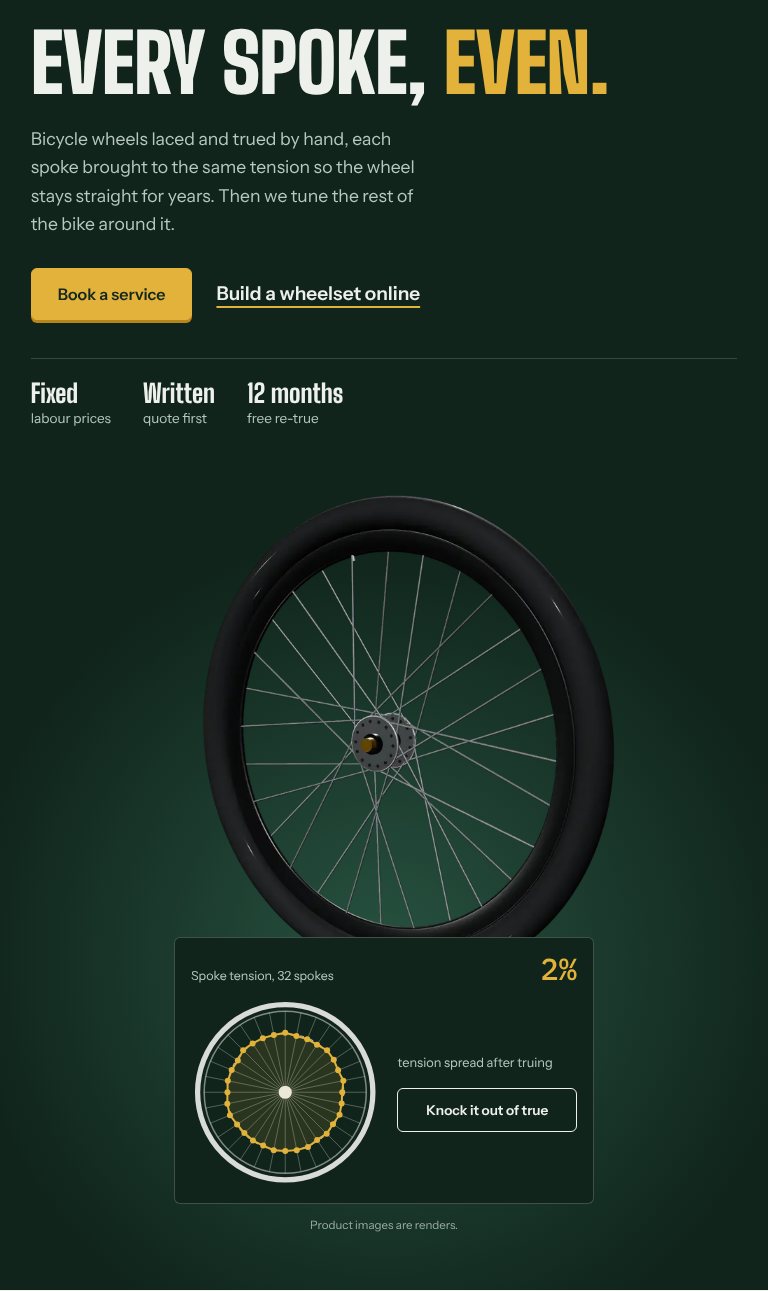 EVERY SPOKE, EVEN.
Bicycle wheels laced and trued by hand, each
spoke brought to the same tension so the wheel
stays straight for years. Then we tune the rest of
the bike around it.
Book a service
Build a wheelset online
Fixed
labour prices
Written
quote first
12 months
free re-true
Spoke tension, 32 spokes
2%
tension spread after truing
Knock it out of true
Product images are renders.